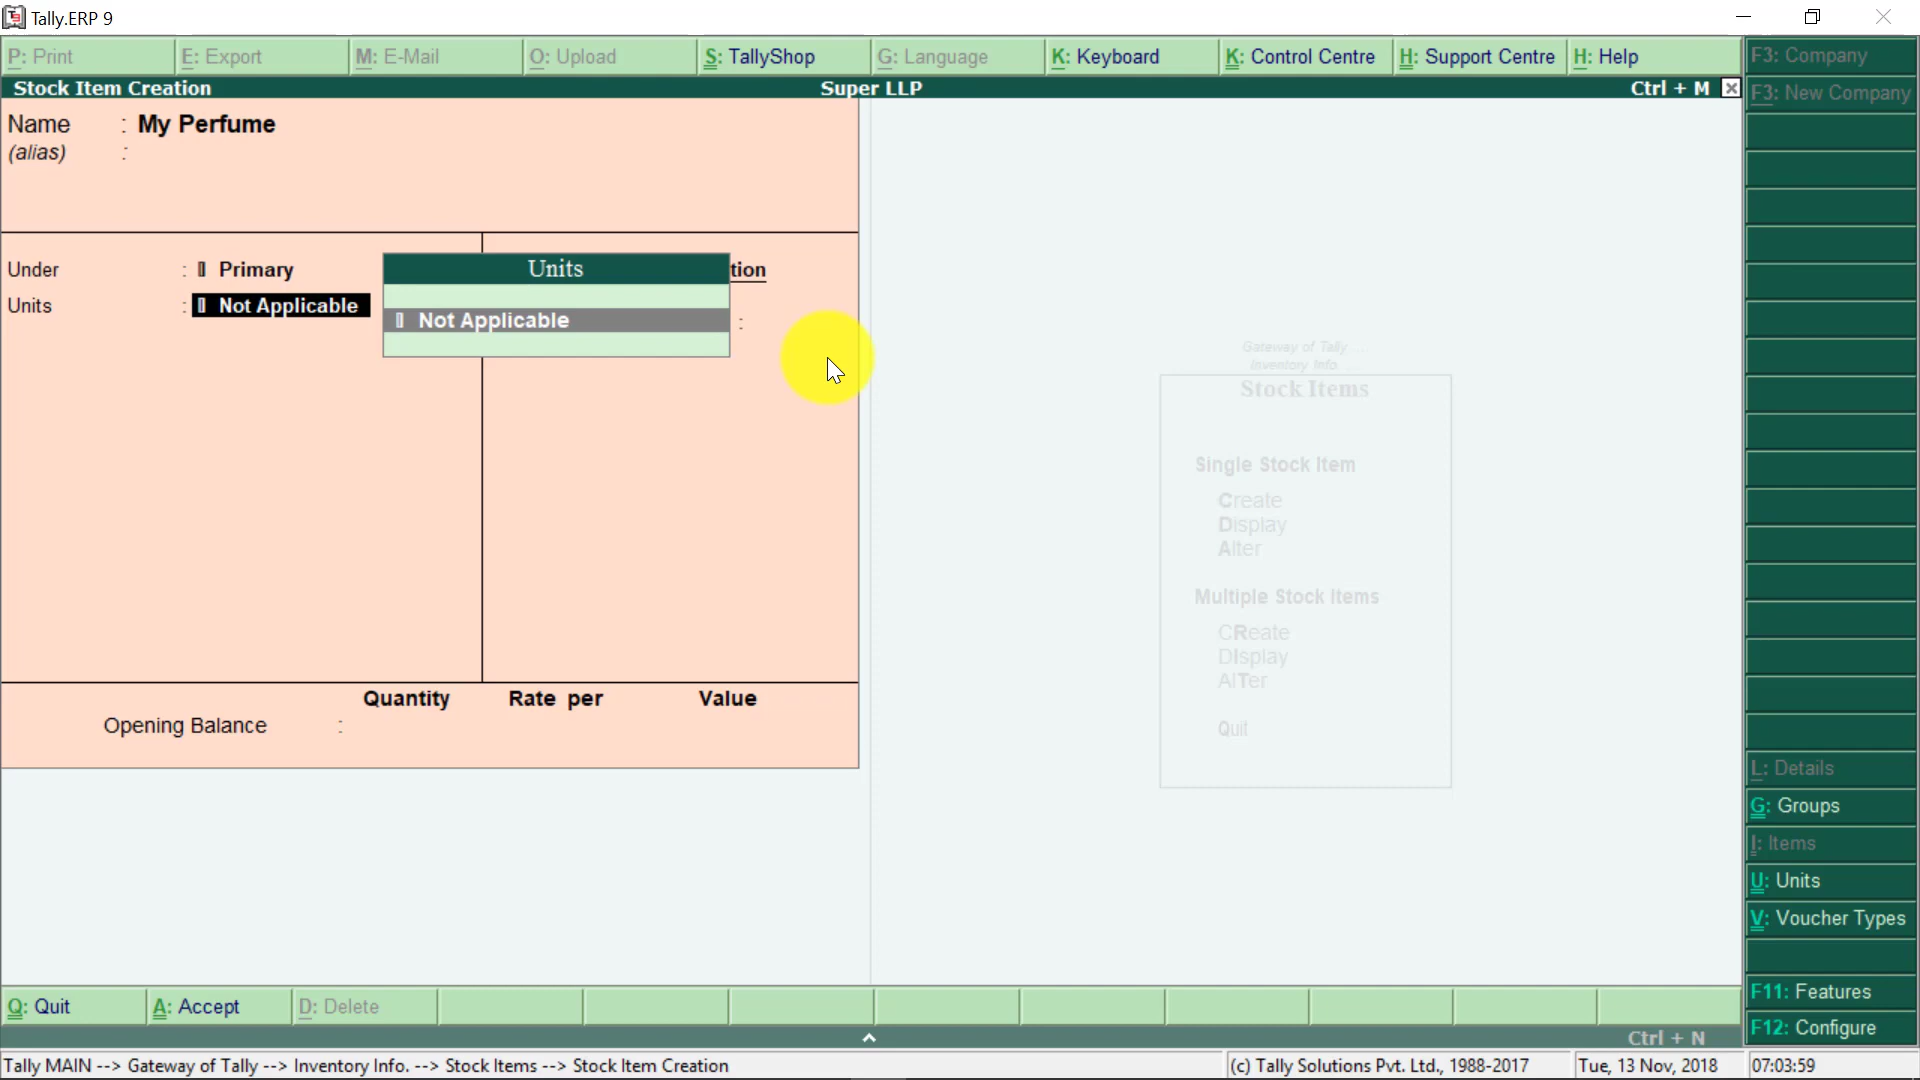 Tally.ERP 9
P: Print
E: Export
M: E-Mail
O: Upload
S: TallyShop
G: Language
K: Keyboard
K: Control Centre
H: Support Centre
H: Help
F3: Company
Stock Item Creation
Super LLP
Ctrl + M
F3: New Company
Name : My Perfume
(alias) :
Under : Primary
Units : Not Applicable
Units
Not Applicable
tion
:
Gateway of Tally ...
Inventory Info. ...
Stock Items
Single Stock Item
Create
Display
Alter
Multiple Stock Items
CReate
DIsplay
AlTer
Quit
Quantity Rate per Value
Opening Balance :
L: Details
G: Groups
I: Items
U: Units
V: Voucher Types
F11: Features
F12: Configure
Q: Quit
A: Accept
D: Delete
Ctrl + N
Tally MAIN --> Gateway of Tally --> Inventory Info. --> Stock Items --> Stock Item Creation
(c) Tally Solutions Pvt. Ltd., 1988-2017
Tue, 13 Nov, 2018
07:03:59